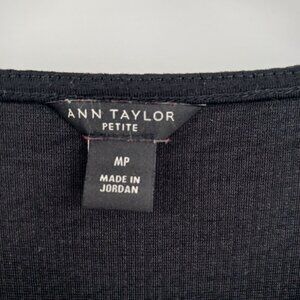 ANN TAYLOR
PETITE
MP
MADE IN
JORDAN